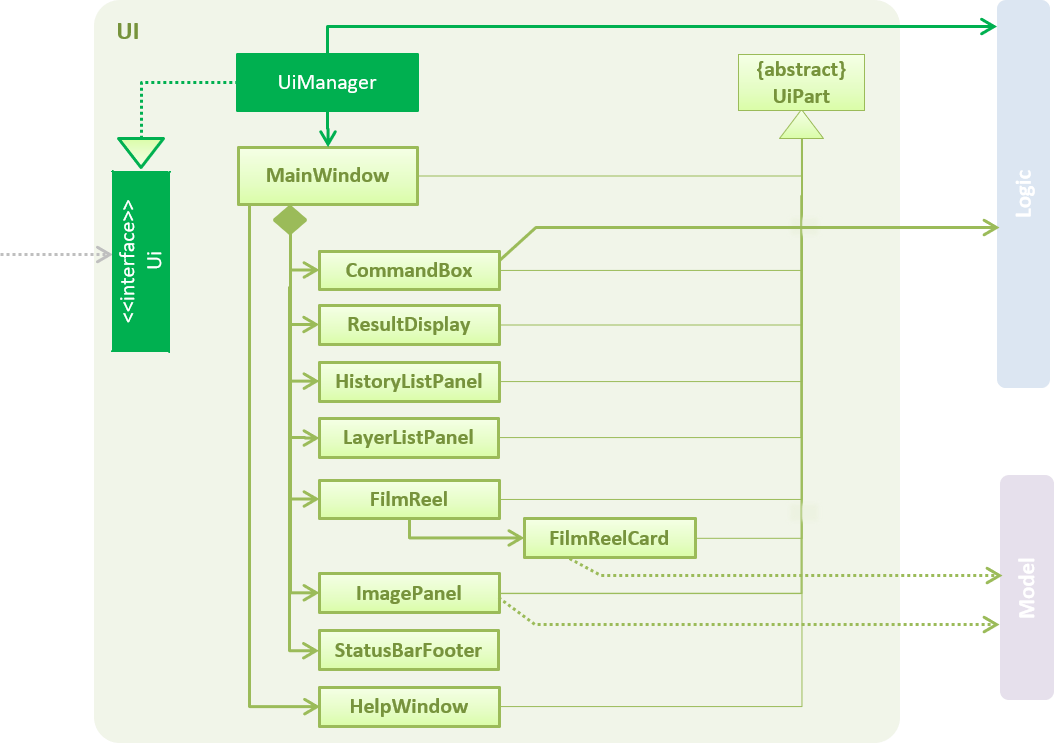 UI
UiManager
{abstract}
UiPart
MainWindow
<<interface>>
Ui
Logic
CommandBox
ResultDisplay
HistoryListPanel
LayerListPanel
FilmReel
FilmReelCard
ImagePanel
Model
StatusBarFooter
HelpWindow